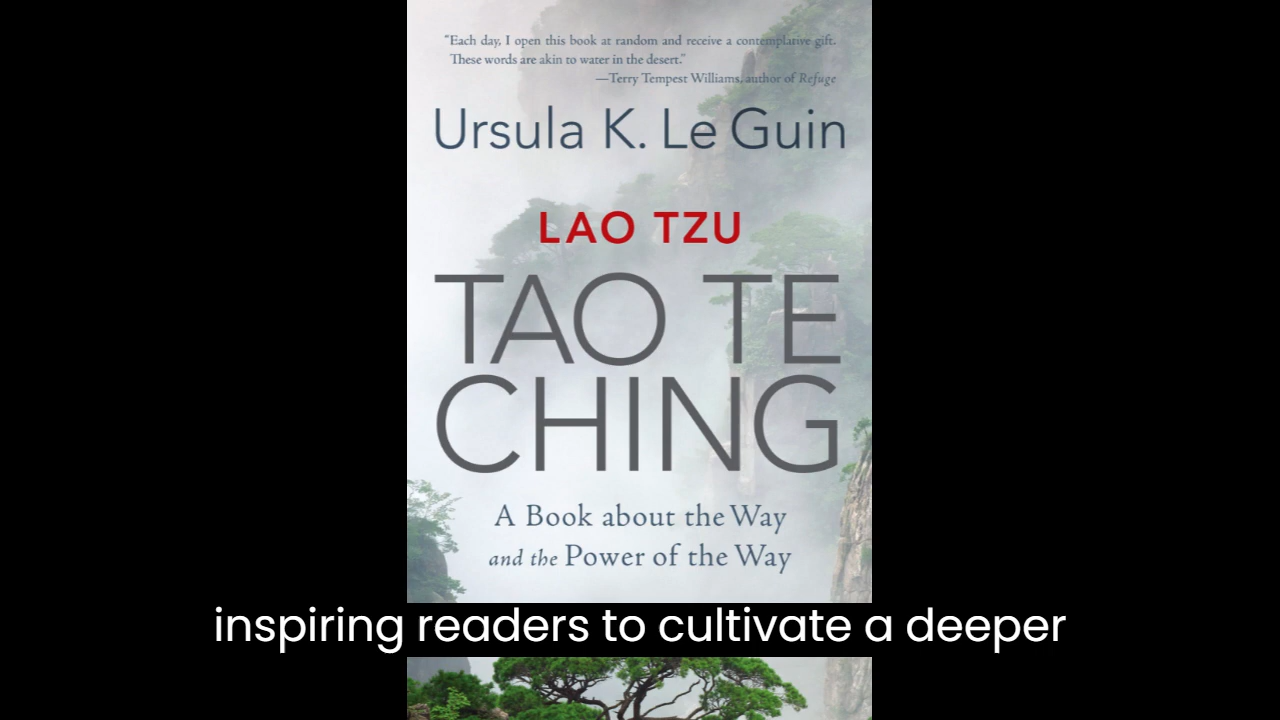 “Each day, I open this book at random and receive a contemplative gift.
These words are akin to water in the desert.”
—Terry Tempest Williams, author of Refuge
Ursula K. Le Guin
LAO TZU
TAO TE
CHING
A Book about the Way
and the Power of the Way
inspiring readers to cultivate a deeper